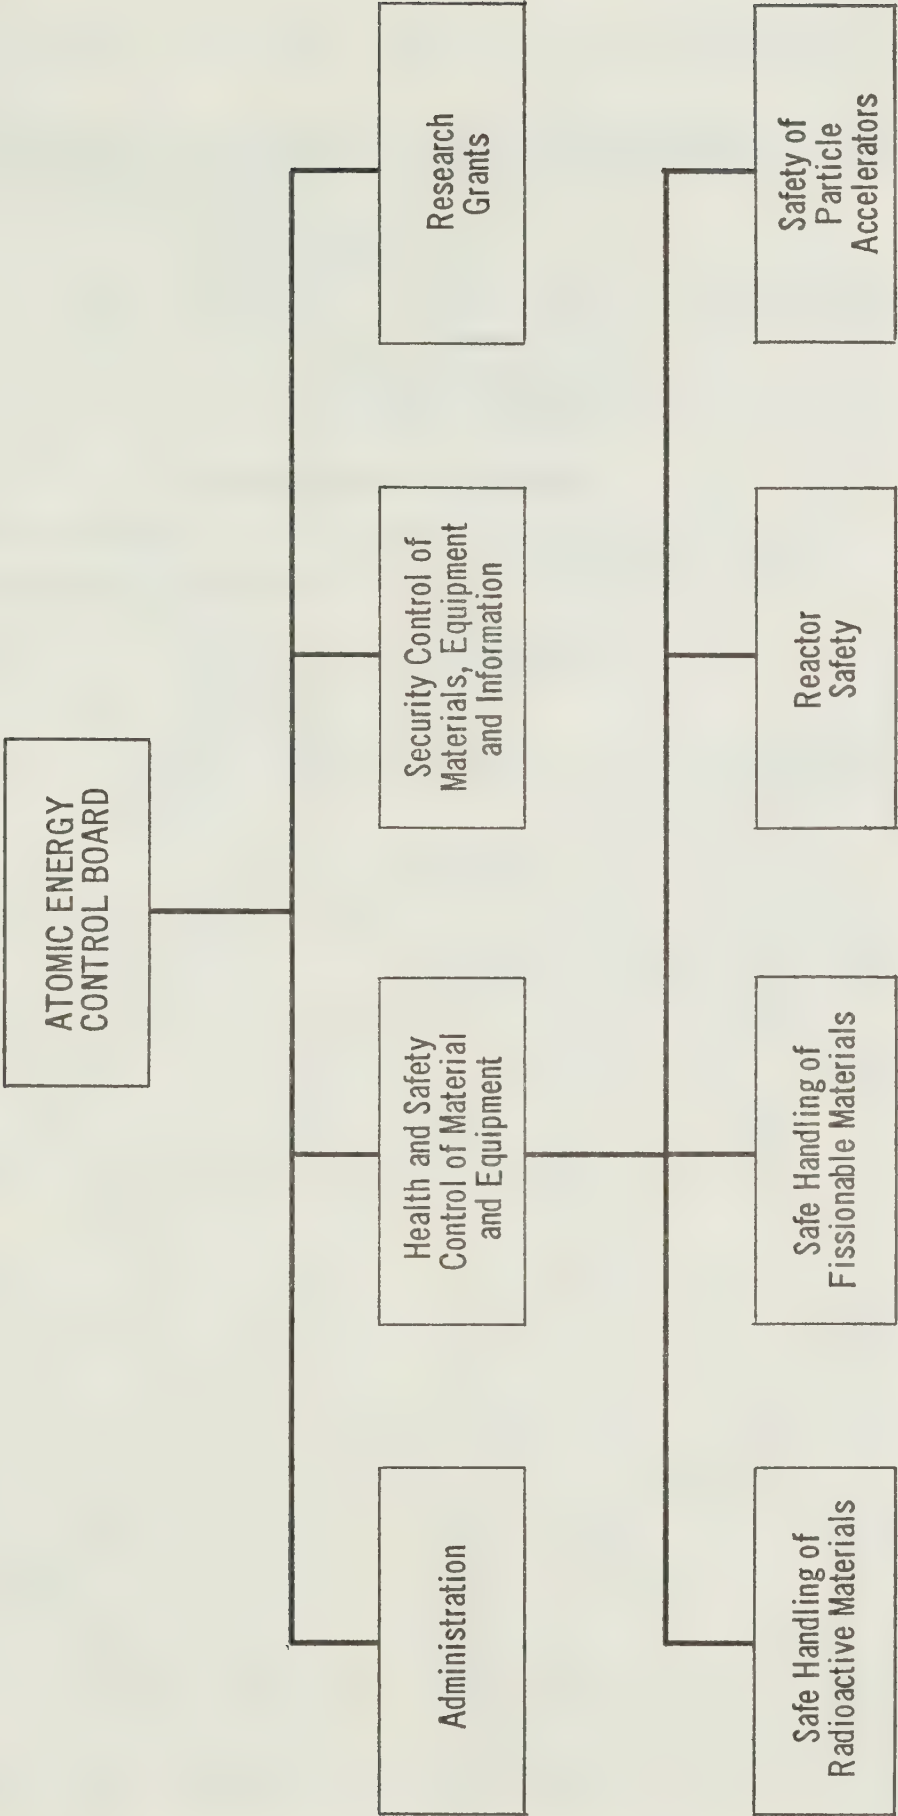 ATOMIC ENERGY
CONTROL BOARD
Administration
Health and Safety
Control of Material
and Equipment
Security Control of
Materials, Equipment
and Information
Research
Grants
Safe Handling of
Radioactive Materials
Safe Handling of
Fissionable Materials
Reactor
Safety
Safety of
Particle
Accelerators